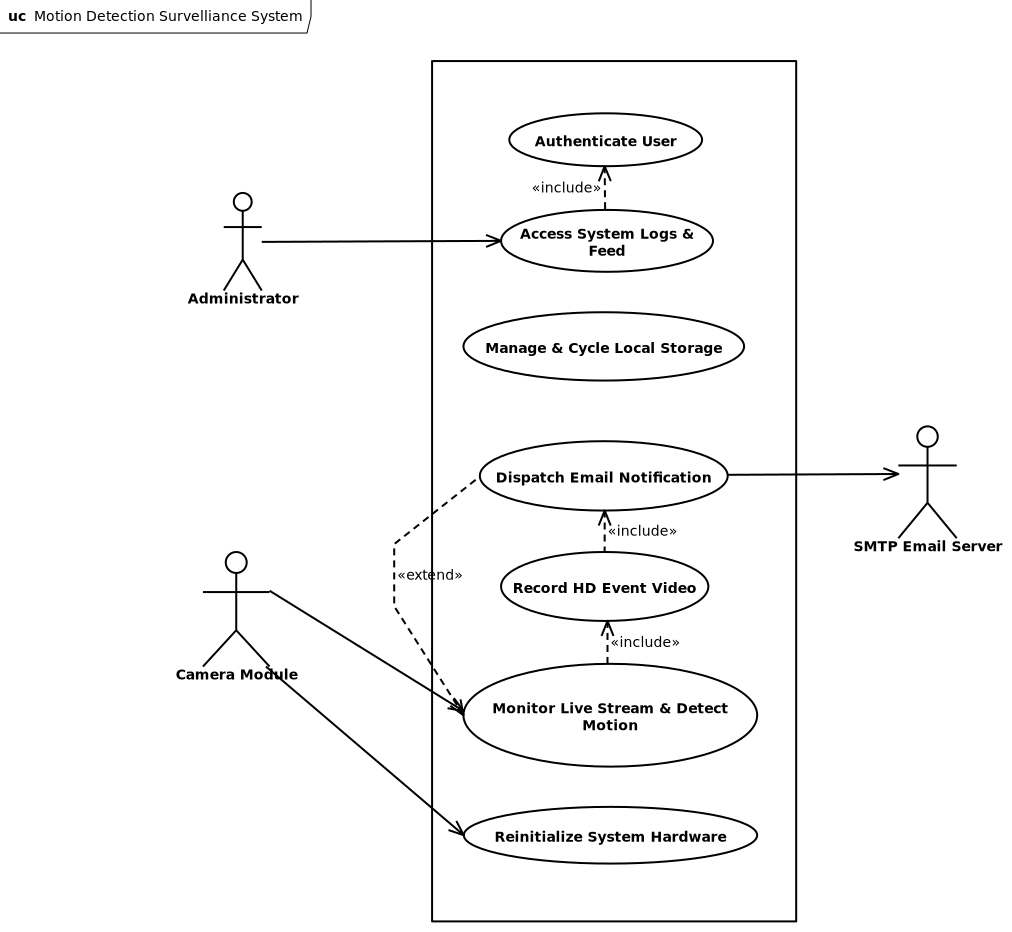 uc Motion Detection Survelliance System
Authenticate User
«include»
Access System Logs &
Feed
Administrator
Manage & Cycle Local Storage
Dispatch Email Notification
SMTP Email Server
«include»
«extend»
Record HD Event Video
«include»
Camera Module
Monitor Live Stream & Detect
Motion
Reinitialize System Hardware